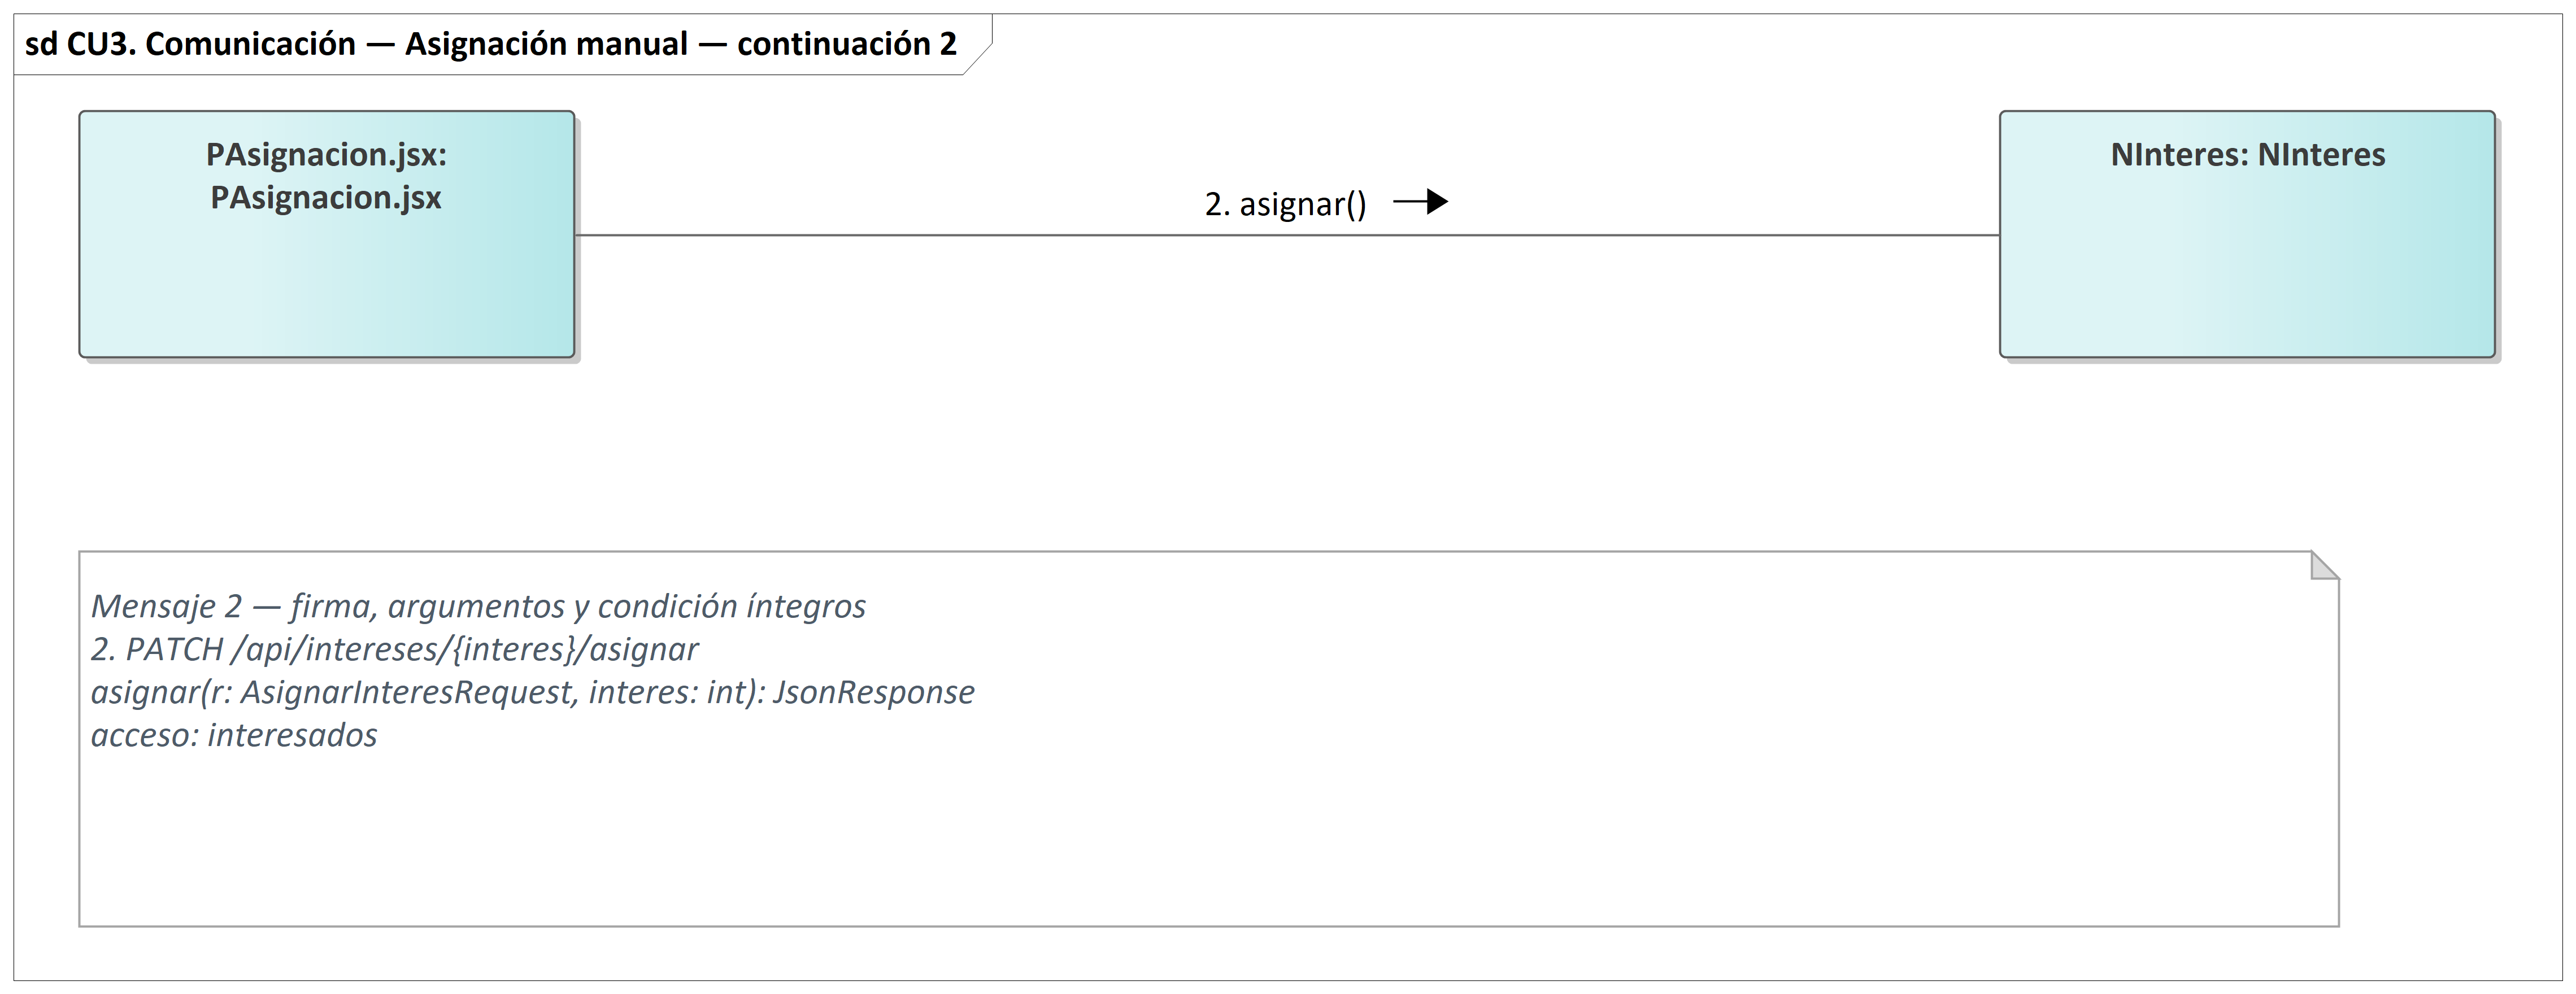 sd CU3. Comunicación — Asignación manual — continuación 2
PAsignacion.jsx:
PAsignacion.jsx
NInteres: NInteres
2. asignar()
Mensaje 2 — firma, argumentos y condición íntegros
2. PATCH /api/intereses/{interes}/asignar
asignar(r: AsignarInteresRequest, interes: int): JsonResponse
acceso: interesados